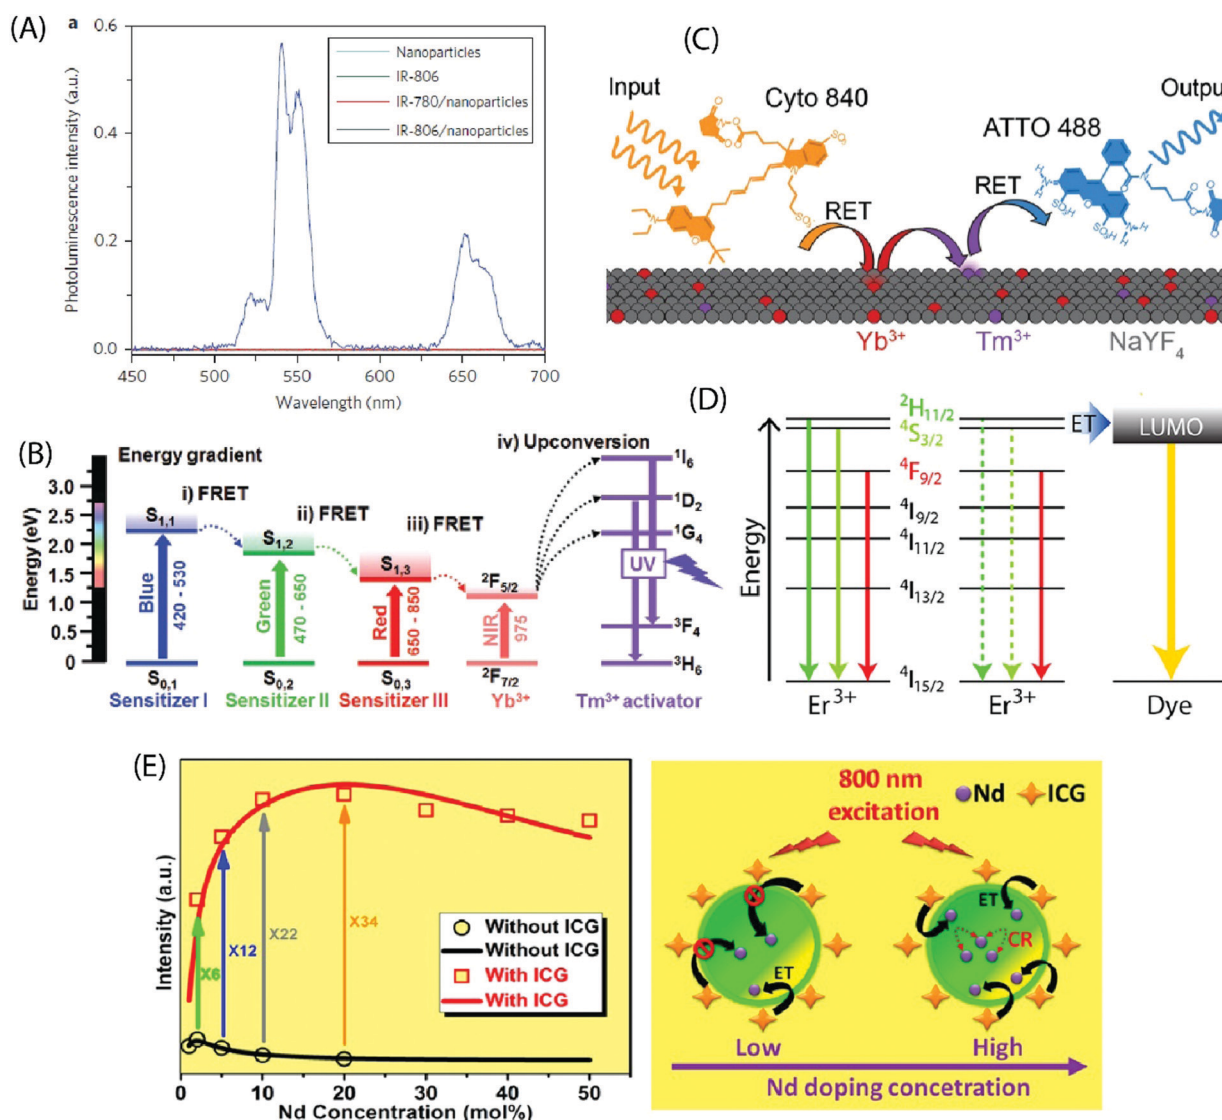 (A)
a
0.6
0.4
0.2
0.0
Photoluminescence intensity (a.u.)
Nanoparticles
IR-806
IR-780/nanoparticles
IR-806/nanoparticles
450 500 550 600 650 700
Wavelength (nm)
(C)
Input
Cyto 840
Output
ATTO 488
RET
RET
Yb³⁺
Tm³⁺
NaYF₄
(B)
Energy gradient
iv) Upconversion
i) FRET
ii) FRET
iii) FRET
Energy (eV)
3.0
2.5
2.0
1.5
1.0
0.5
0
S₁,₁
S₁,₂
S₁,₃
²F₅/₂
¹I₆
¹D₂
¹G₄
UV
³F₄
³H₆
Blue
420 - 530
Green
470 - 650
Red
650 - 850
NIR
975
S₀,₁
S₀,₂
S₀,₃
²F₇/₂
Sensitizer I
Sensitizer II
Sensitizer III
Yb³⁺
Tm³⁺ activator
(D)
Energy
²H₁₁/₂
⁴S₃/₂
⁴F₉/₂
⁴I₉/₂
⁴I₁₁/₂
⁴I₁₃/₂
⁴I₁₅/₂
ET
LUMO
Er³⁺
Er³⁺
Dye
(E)
Intensity (a.u.)
X6
X12
X22
X34
Without ICG
Without ICG
With ICG
With ICG
0 10 20 30 40 50
Nd Concentration (mol%)
800 nm
excitation
Nd
ICG
ET
ET
CR
Low
High
Nd doping concetration